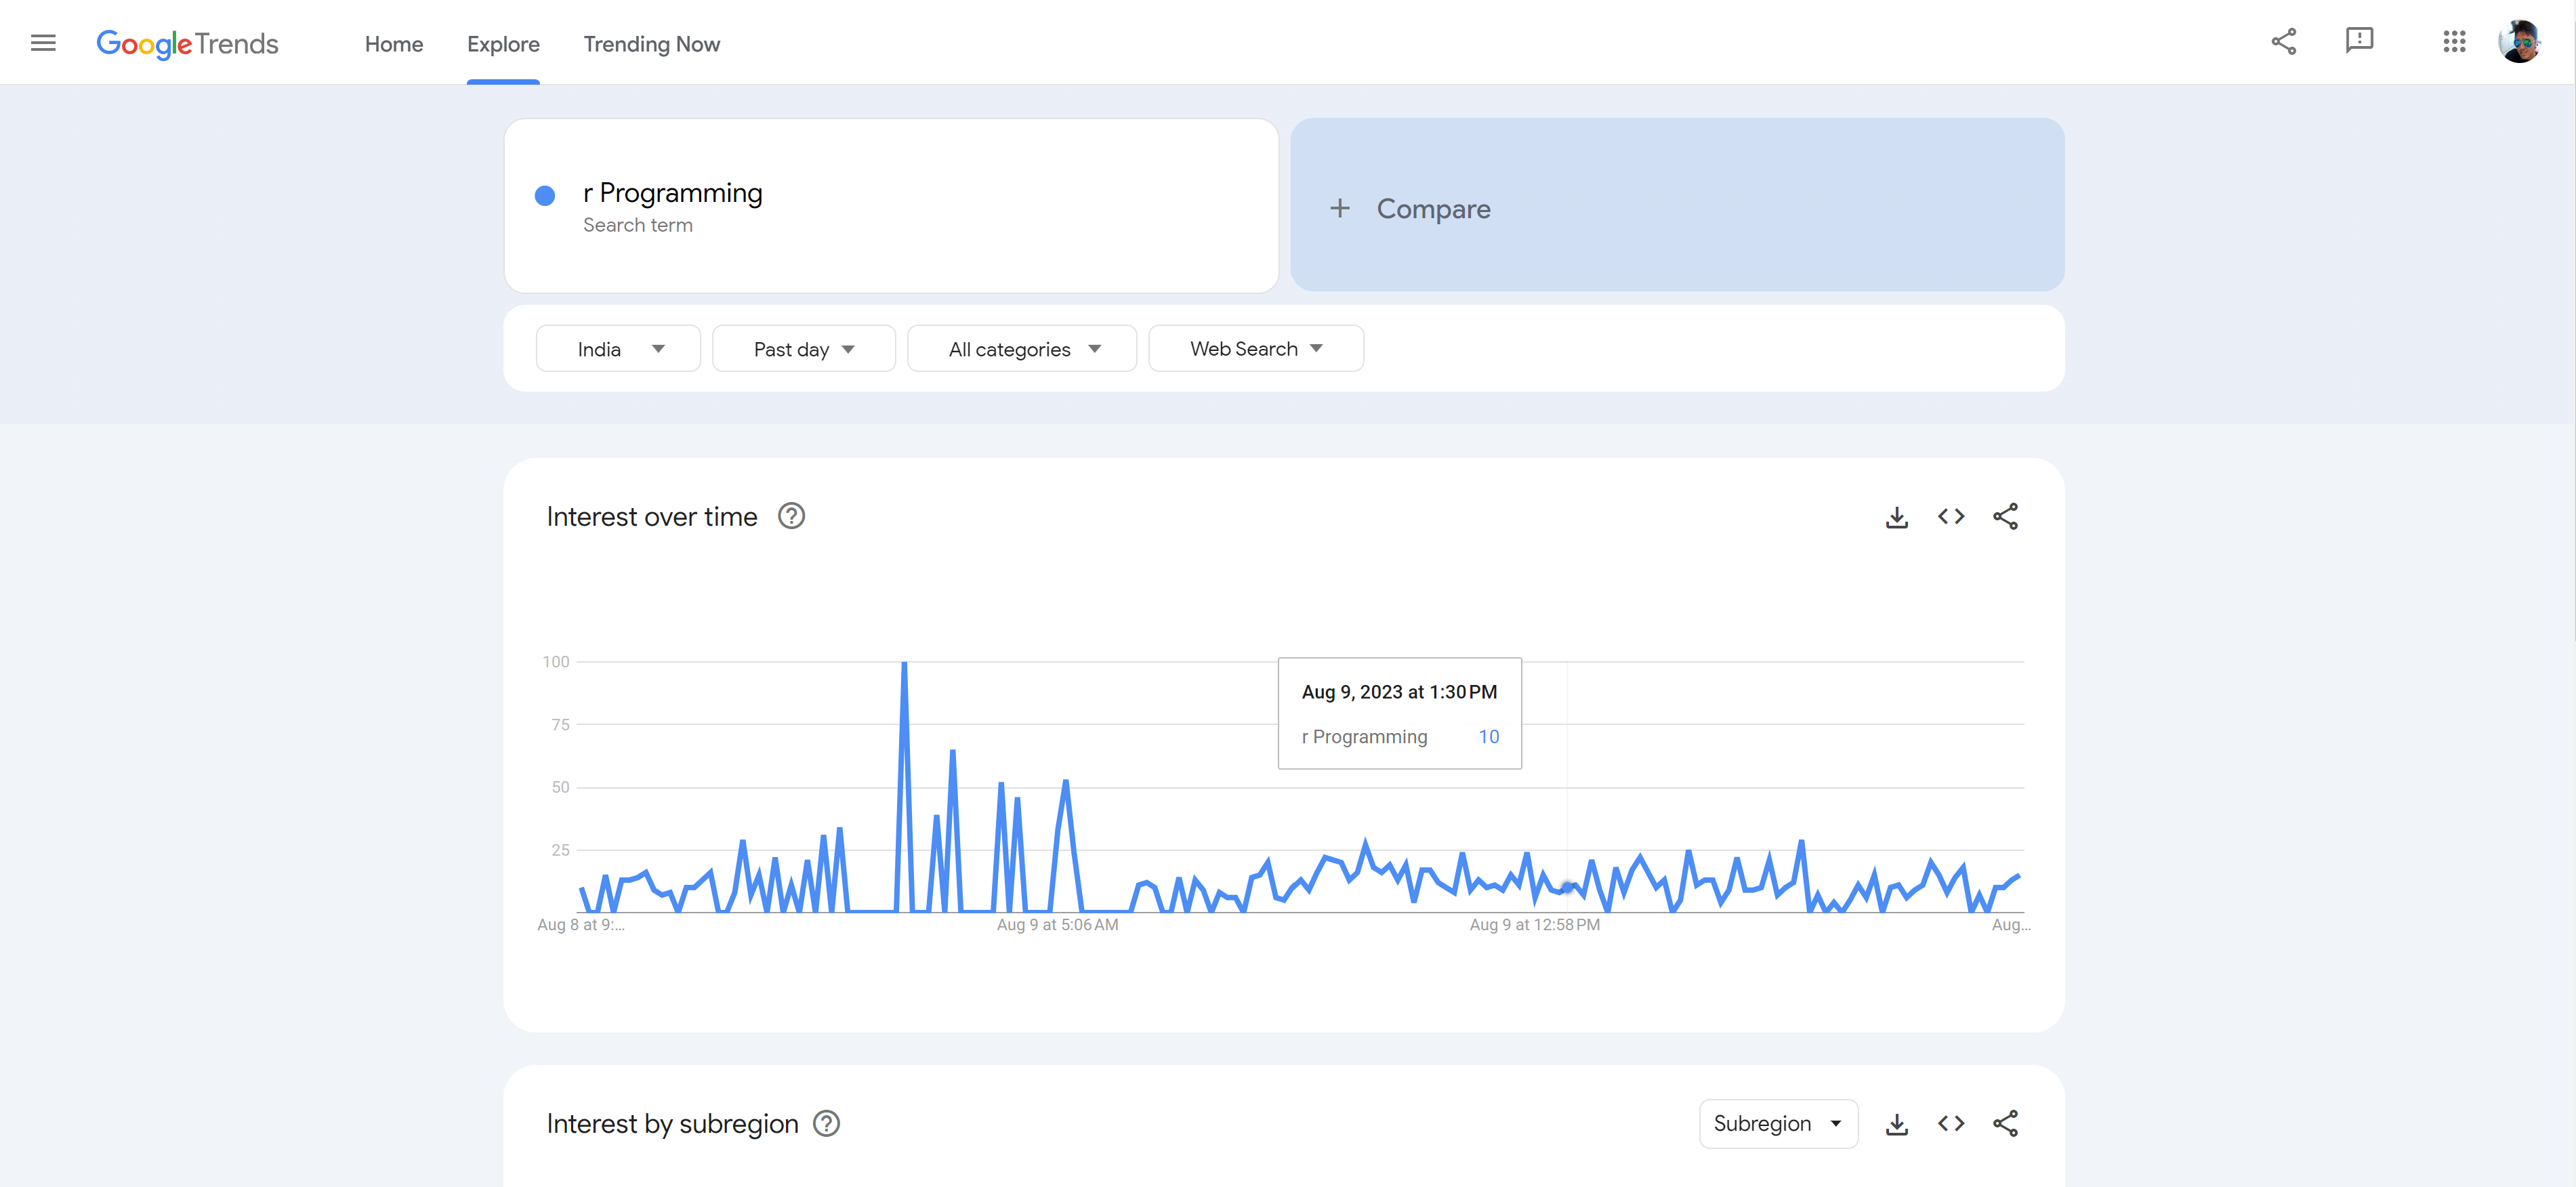 Google Trends
Home
Explore
Trending Now
r Programming
Search term
+ Compare
India
Past day
All categories
Web Search
Interest over time
100
75
50
25
Aug 9, 2023 at 1:30 PM
r Programming 10
Aug 8 at 9:...
Aug 9 at 5:06 AM
Aug 9 at 12:58 PM
Aug...
Interest by subregion
Subregion